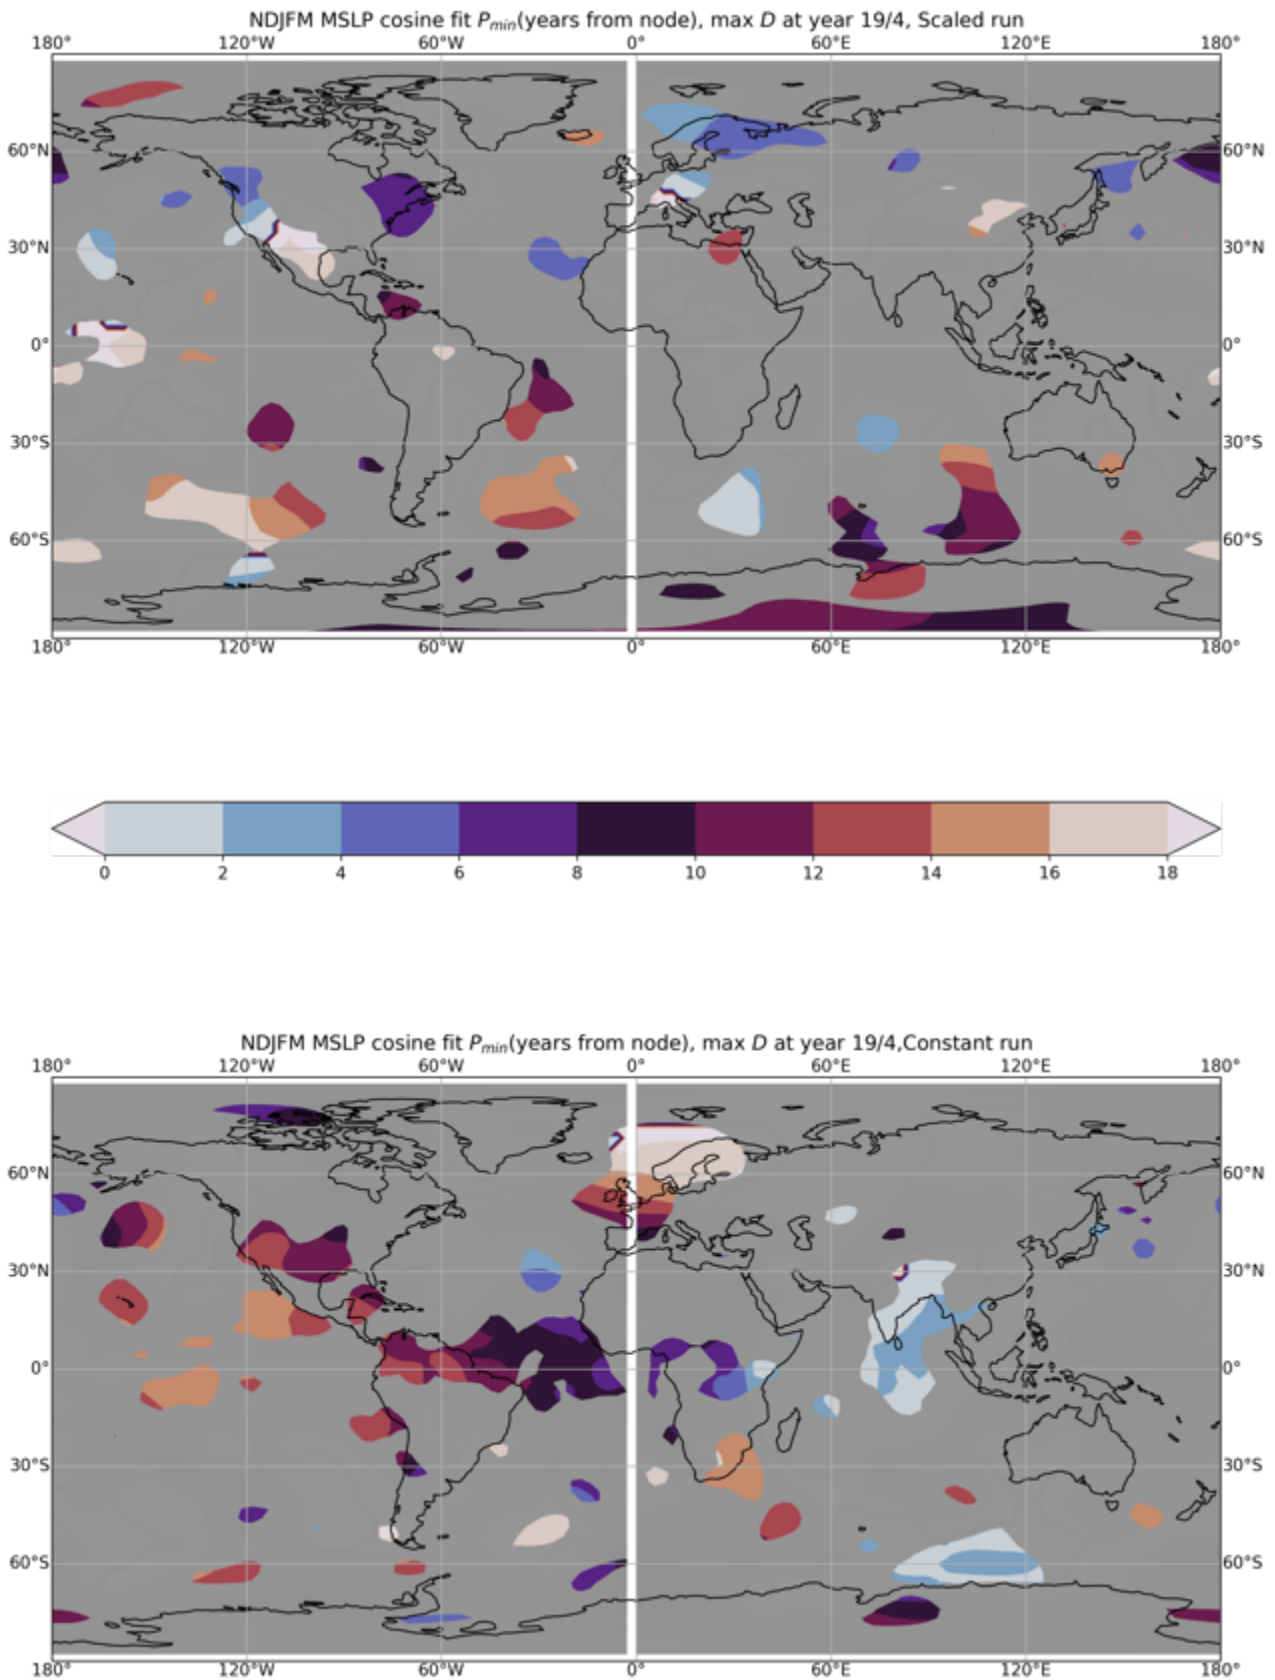 NDJFM MSLP cosine fit Pmin(years from node), max D at year 19/4, Scaled run
180° 120°W 60°W 0° 60°E 120°E 180°
60°N 60°N
30°N 30°N
0° 0°
30°S 30°S
60°S 60°S
180° 120°W 60°W 0° 60°E 120°E 180°
0 2 4 6 8 10 12 14 16 18
NDJFM MSLP cosine fit Pmin(years from node), max D at year 19/4,Constant run
180° 120°W 60°W 0° 60°E 120°E 180°
60°N 60°N
30°N 30°N
0° 0°
30°S 30°S
60°S 60°S
180° 120°W 60°W 0° 60°E 120°E 180°